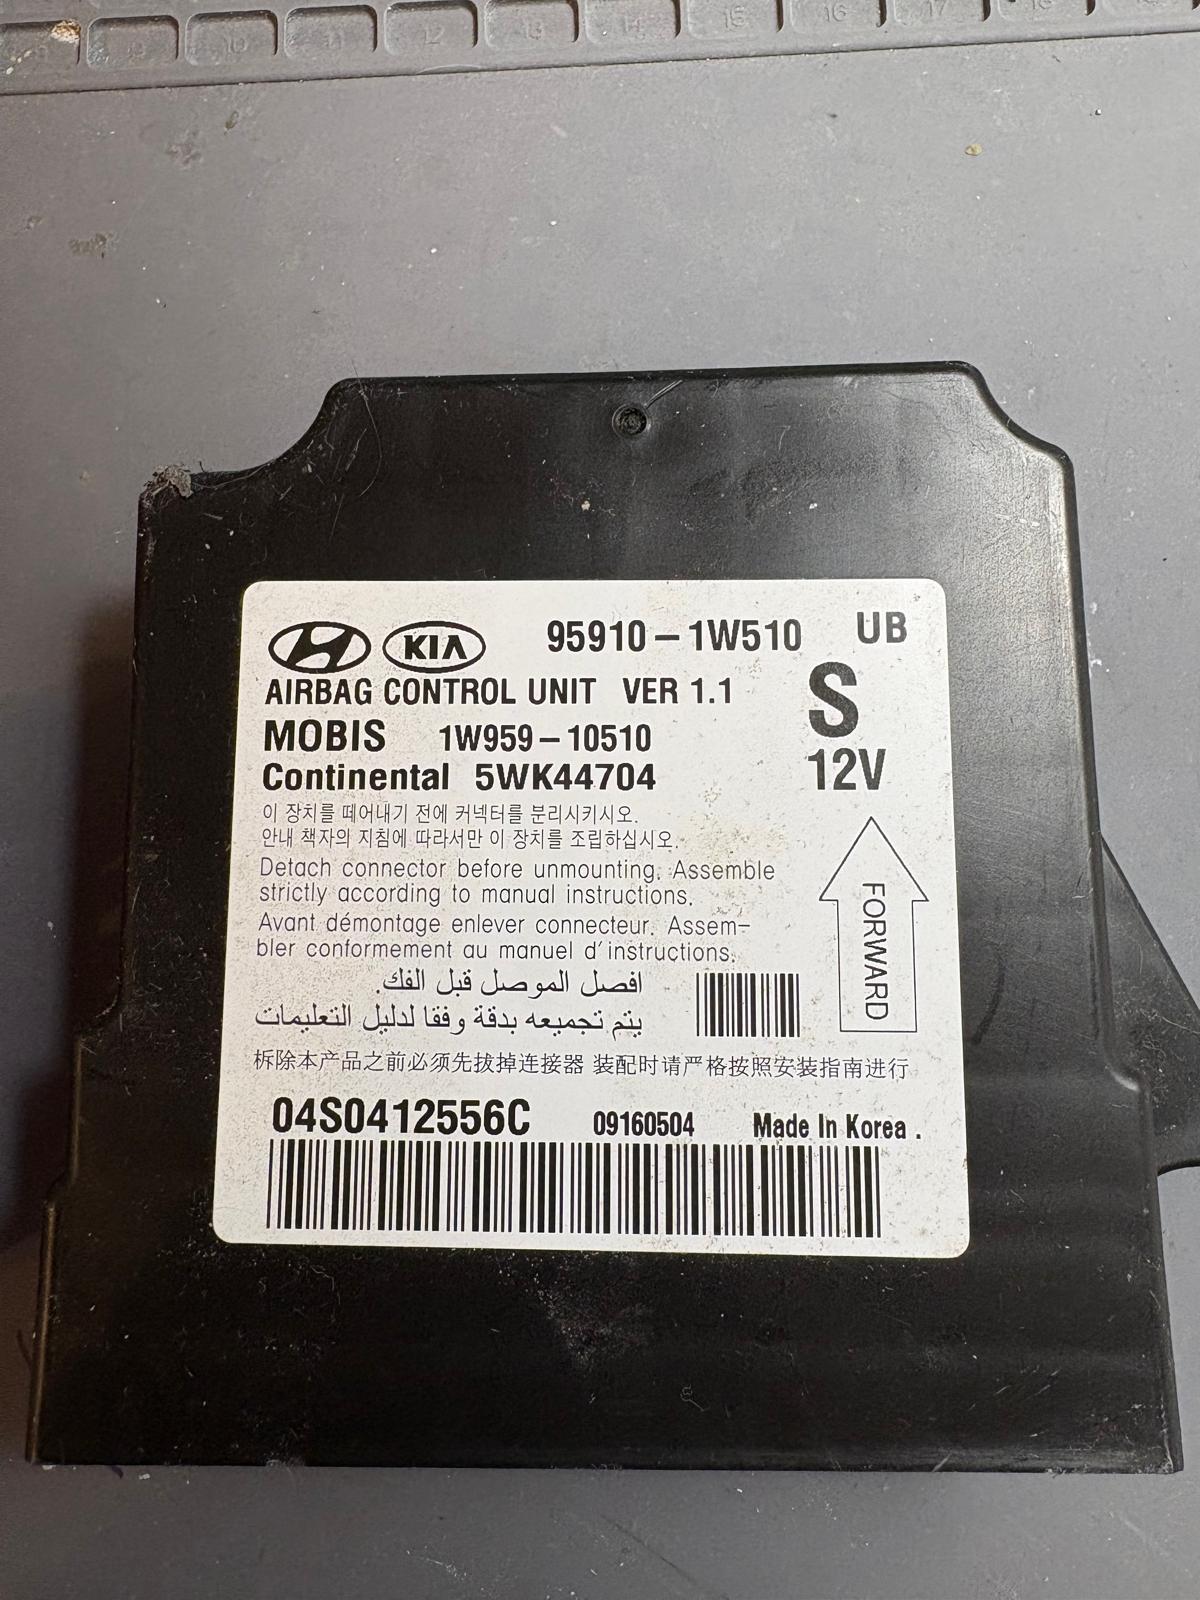 KIA 95910-1W510 UB
AIRBAG CONTROL UNIT VER 1.1
S
MOBIS 1W959-10510
12V
Continental 5WK44704
이 장치를 떼어내기 전에 커넥터를 분리시키시오.
안내 책자의 지침에 따라서만 이 장치를 조립하십시오.
Detach connector before unmounting. Assemble
strictly according to manual instructions.
Avant démontage enlever connecteur. Assem-
bler conformement au manuel d'instructions.
FORWARD
افصل الموصل قبل الفك.
يتم تجميعه بدقة وفقا لدليل التعليمات
柝除本产品之前必须先拔掉连接器 装配时请严格按照安装指南进行
04S0412556C 09160504 Made In Korea .